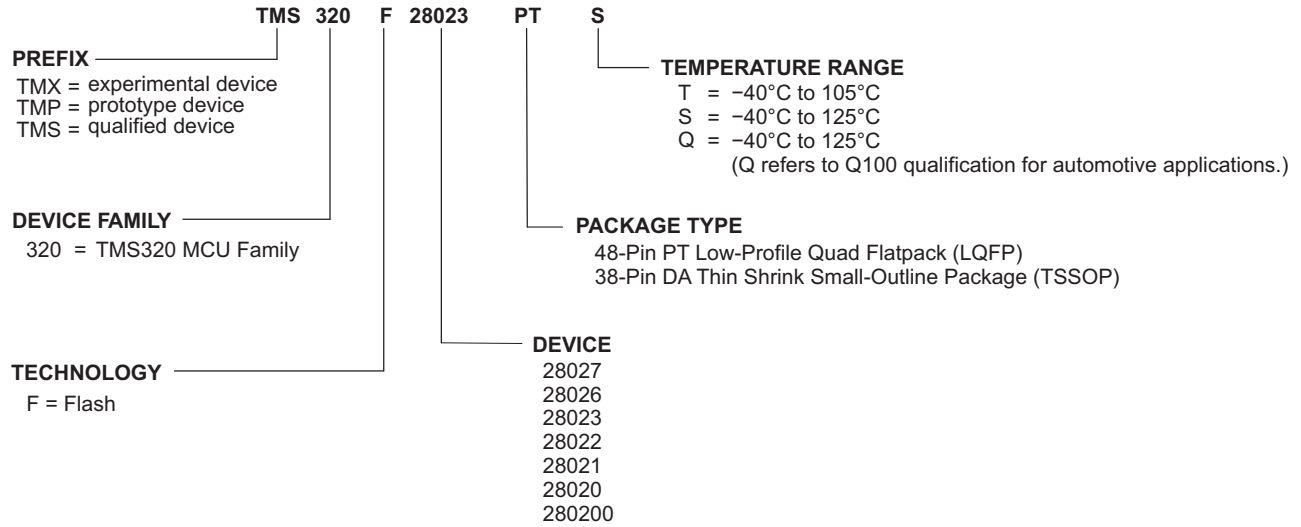 TMS 320 F 28023 PT S
PREFIX
TMX = experimental device
TMP = prototype device
TMS = qualified device
TEMPERATURE RANGE
T = −40°C to 105°C
S = −40°C to 125°C
Q = −40°C to 125°C
(Q refers to Q100 qualification for automotive applications.)
DEVICE FAMILY
320 = TMS320 MCU Family
PACKAGE TYPE
48-Pin PT Low-Profile Quad Flatpack (LQFP)
38-Pin DA Thin Shrink Small-Outline Package (TSSOP)
TECHNOLOGY
F = Flash
DEVICE
28027
28026
28023
28022
28021
28020
280200